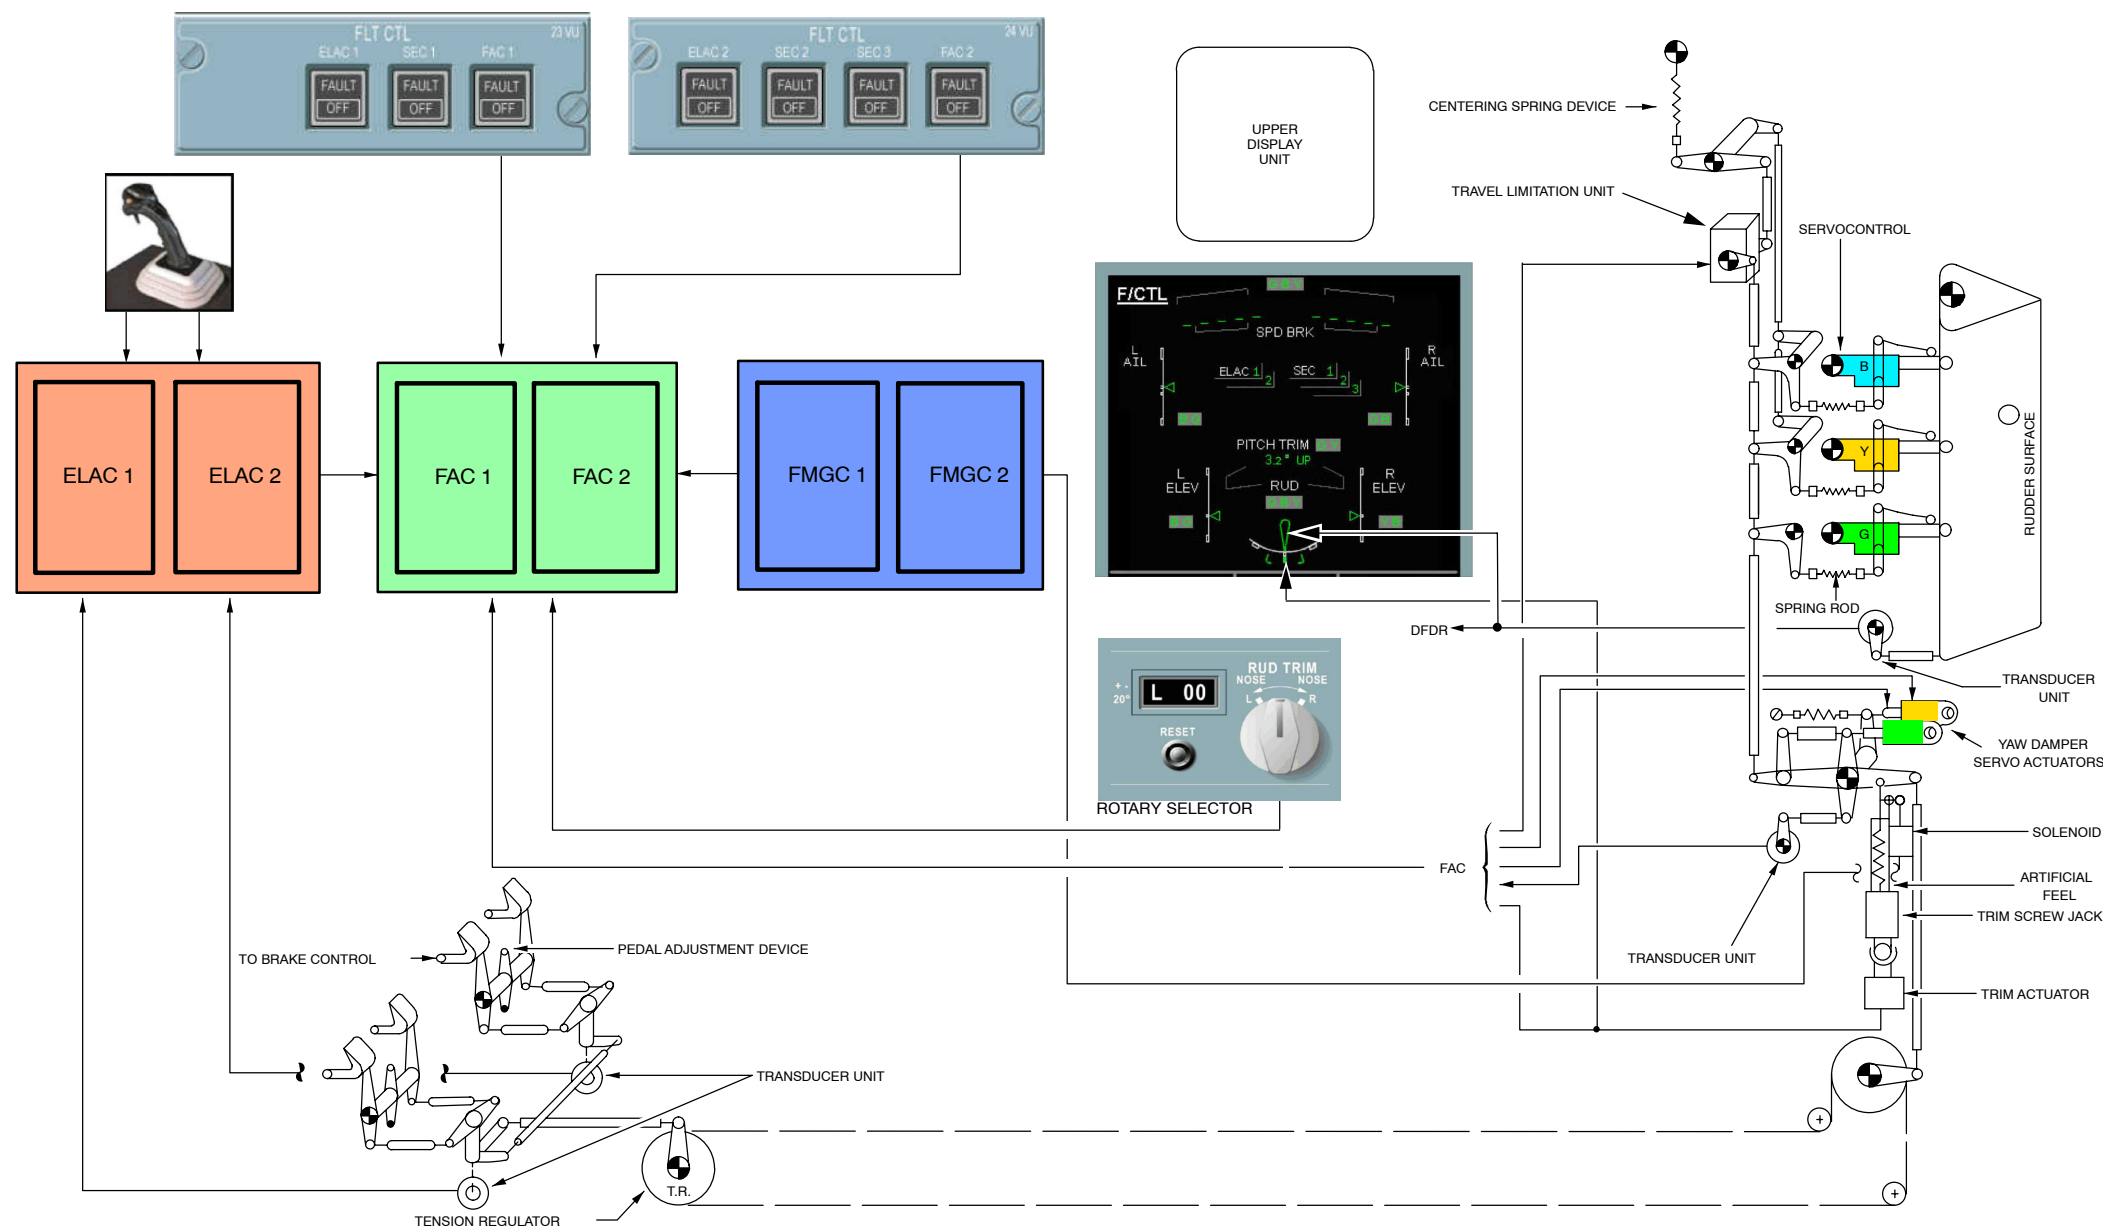 FLT CTL
23 VU
ELAC 1
SEC 1
FAC 1
FAULT
OFF
FAULT
OFF
FAULT
OFF
FLT CTL
24 VU
ELAC 2
SEC 2
SEC 3
FAC 2
FAULT
OFF
FAULT
OFF
FAULT
OFF
FAULT
OFF
UPPER
DISPLAY
UNIT
CENTERING SPRING DEVICE
TRAVEL LIMITATION UNIT
SERVOCONTROL
ELAC 1
ELAC 2
FAC 1
FAC 2
FMGC 1
FMGC 2
F/CTL
G B Y
SPD BRK
L
AIL
R
AIL
ELAC 1
2
SEC 1
2
3
PITCH TRIM
3.2° UP
L
ELEV
R
ELEV
RUD
G B Y
B
Y
G
RUDDER SURFACE
SPRING ROD
DFDR
TRANSDUCER
UNIT
YAW DAMPER
SERVO ACTUATORS
RUD TRIM
NOSE
NOSE
L
R
+ -
20°
L 00
RESET
ROTARY SELECTOR
FAC
SOLENOID
ARTIFICIAL
FEEL
TRIM SCREW JACK
TRANSDUCER UNIT
TRIM ACTUATOR
TO BRAKE CONTROL
PEDAL ADJUSTMENT DEVICE
TRANSDUCER UNIT
T.R.
TENSION REGULATOR